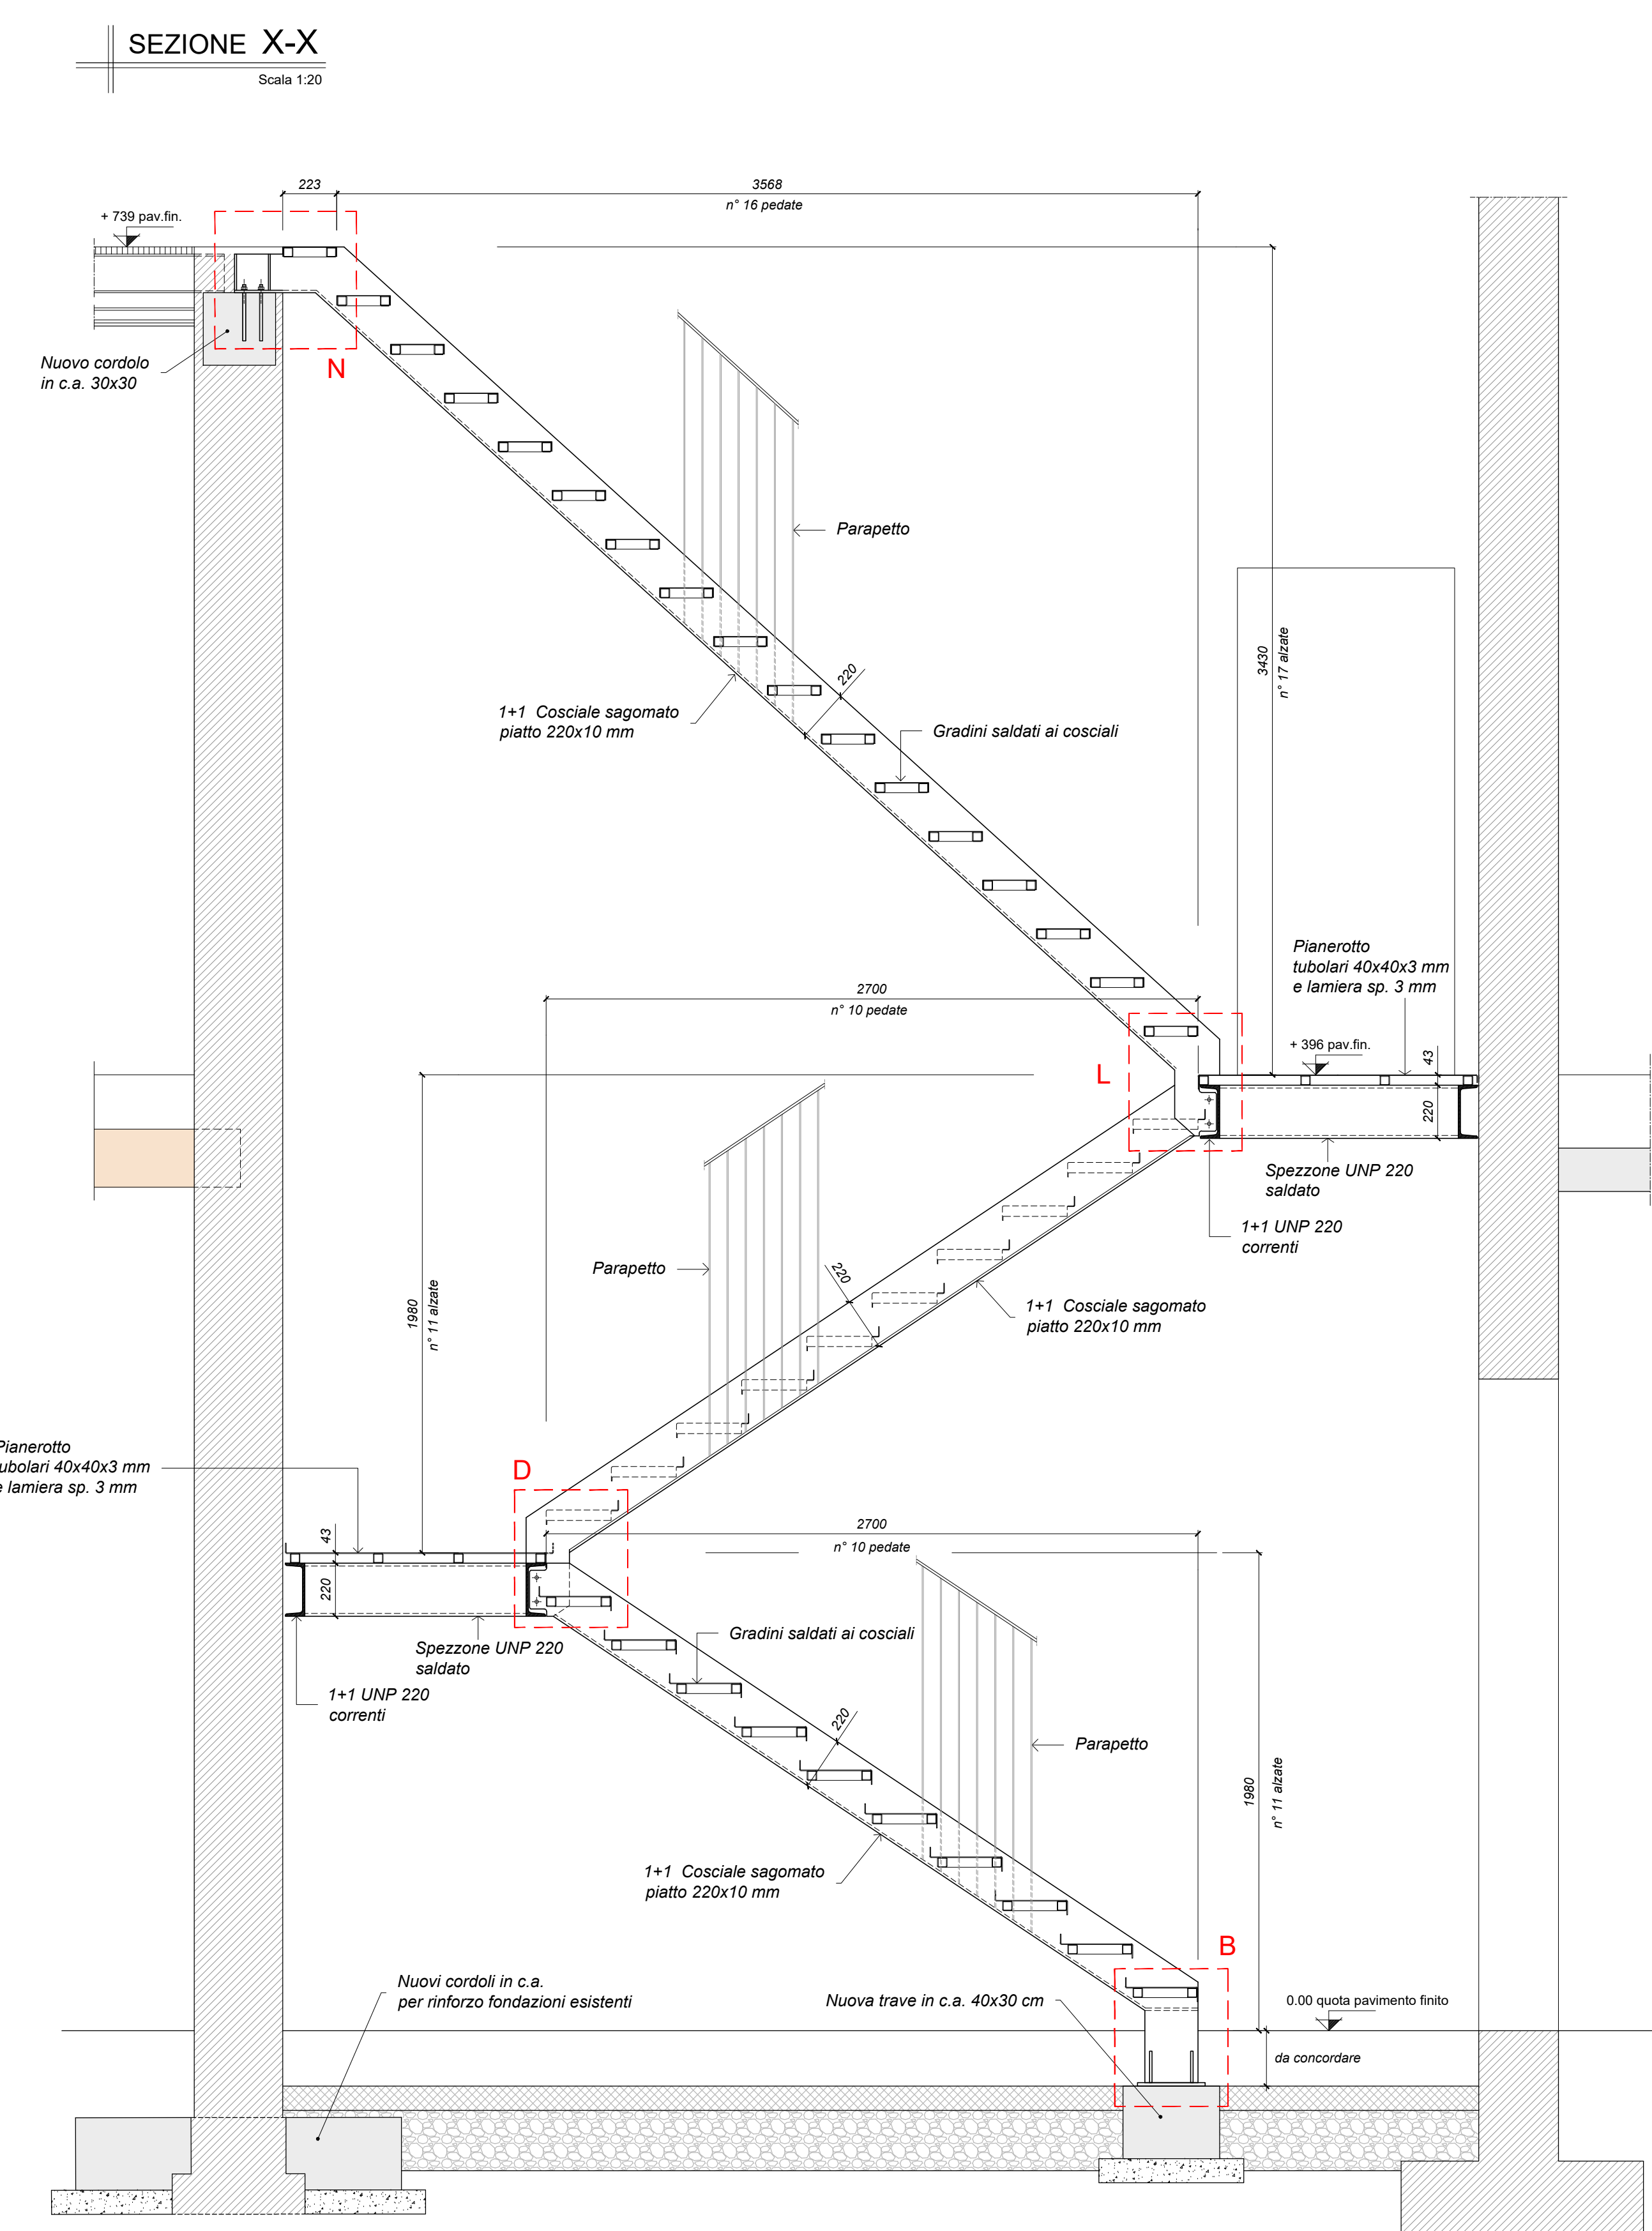 SEZIONE X-X
Scala 1:20
223
3568
n° 16 pedate
+ 739 pav.fin.
Nuovo cordolo
in c.a. 30x30
N
Parapetto
3430
n° 17 alzate
220
1+1 Cosciale sagomato
piatto 220x10 mm
Gradini saldati ai cosciali
Pianerotto
tubolari 40x40x3 mm
e lamiera sp. 3 mm
2700
n° 10 pedate
+ 396 pav.fin.
43
L
220
Spezzone UNP 220
saldato
1+1 UNP 220
correnti
Parapetto
220
1980
n° 11 alzate
1+1 Cosciale sagomato
piatto 220x10 mm
Pianerotto
tubolari 40x40x3 mm
e lamiera sp. 3 mm
D
2700
n° 10 pedate
43
220
Gradini saldati ai cosciali
Spezzone UNP 220
saldato
1+1 UNP 220
correnti
220
Parapetto
1980
n° 11 alzate
1+1 Cosciale sagomato
piatto 220x10 mm
B
Nuovi cordoli in c.a.
per rinforzo fondazioni esistenti
Nuova trave in c.a. 40x30 cm
0.00 quota pavimento finito
da concordare